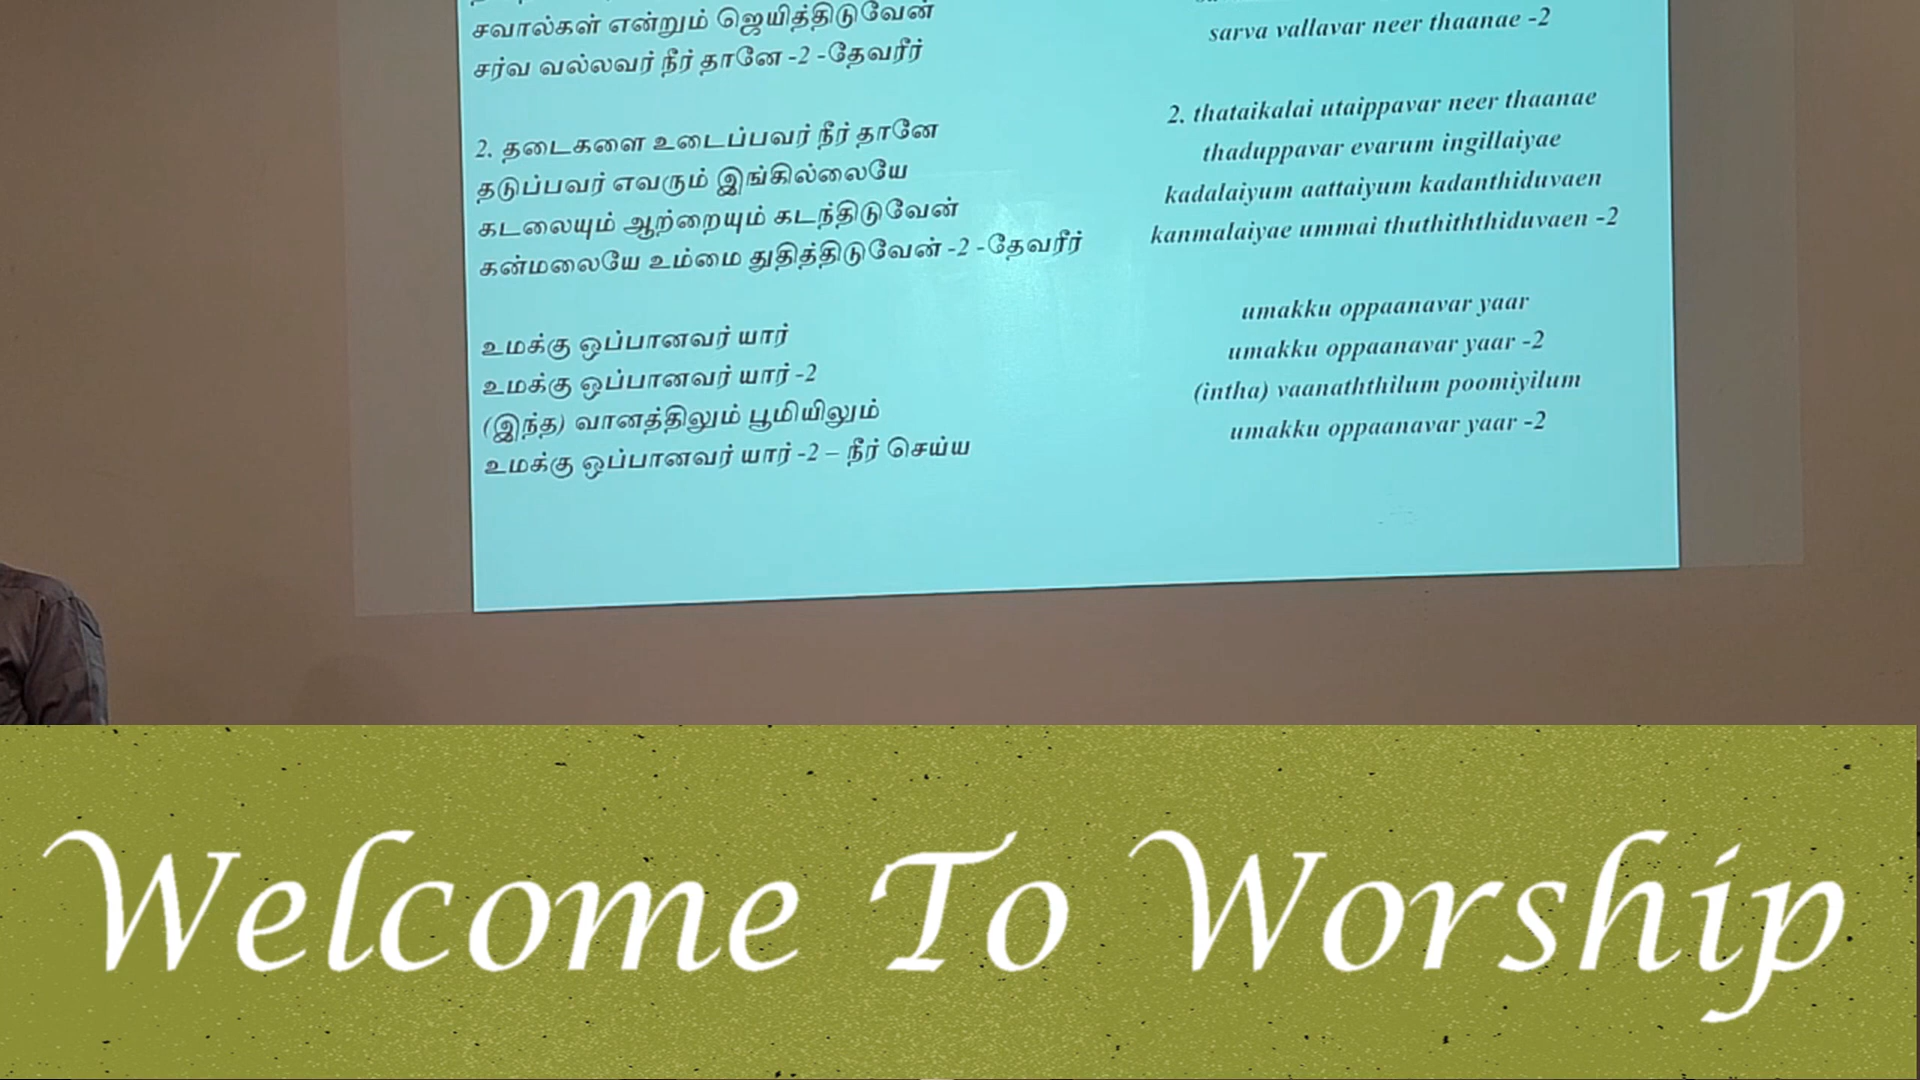 சவால்கள் என்றும் ஜெயித்திடுவேன்
சர்வ வல்லவர் நீர் தானே -2 -தேவரீர்
2. தடைகளை உடைப்பவர் நீர் தானே
தடுப்பவர் எவரும் இங்கில்லையே
கடலையும் ஆற்றையும் கடந்திடுவேன்
கன்மலையே உம்மை துதித்திடுவேன் -2 -தேவரீர்
உமக்கு ஒப்பானவர் யார்
உமக்கு ஒப்பானவர் யார் -2
(இந்த) வானத்திலும் பூமியிலும்
உமக்கு ஒப்பானவர் யார் -2 – நீர் செய்ய
sarva vallavar neer thaanae -2
2. thataikalai utaippavar neer thaanae
thaduppavar evarum ingillaiyae
kadalaiyum aattaiyum kadanthiduvaen
kanmalaiyae ummai thuthiththiduvaen -2
umakku oppaanavar yaar
umakku oppaanavar yaar -2
(intha) vaanaththilum poomiyilum
umakku oppaanavar yaar -2
Welcome To Worship